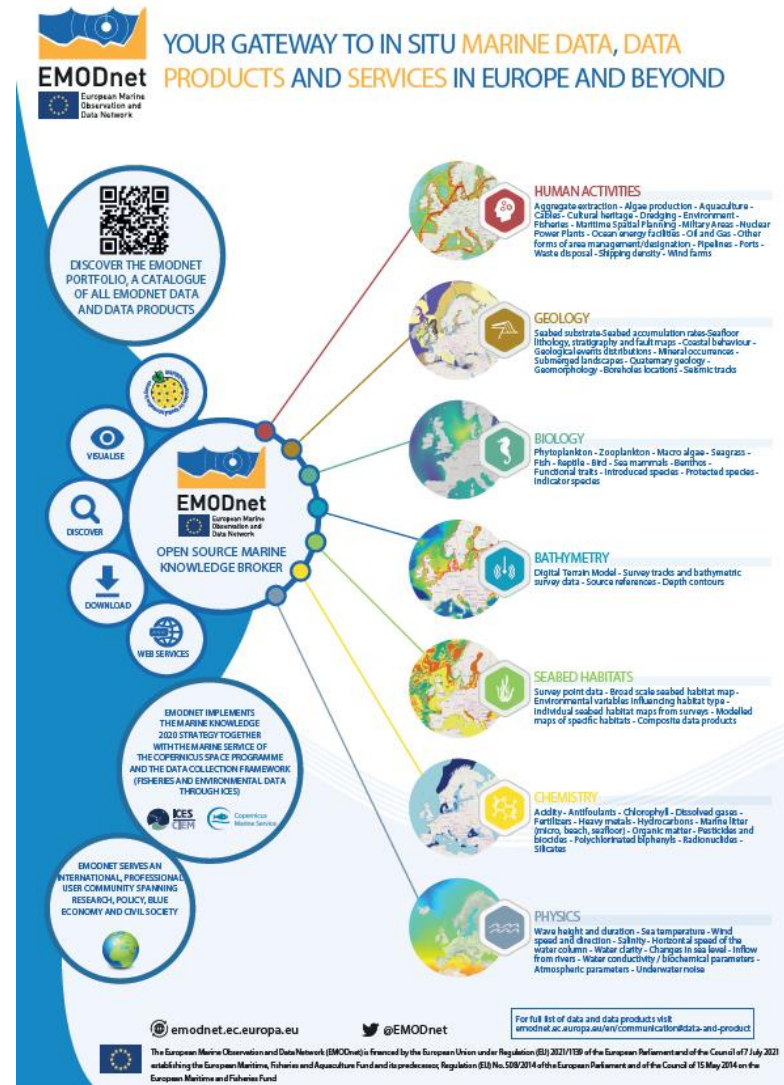 EMODnet
European Marine
Observation and
Data Network
YOUR GATEWAY TO IN SITU MARINE DATA, DATA
PRODUCTS AND SERVICES IN EUROPE AND BEYOND
DISCOVER THE EMODNET
PORTFOLIO, A CATALOGUE
OF ALL EMODNET DATA
AND DATA PRODUCTS
VISUALISE
DISCOVER
DOWNLOAD
WEB SERVICES
EMODnet
European Marine
Observation and
Data Network
OPEN SOURCE MARINE
KNOWLEDGE BROKER
EMODNET IMPLEMENTS
THE MARINE KNOWLEDGE
2020 STRATEGY TOGETHER
WITH THE MARINE SERVICE OF
THE COPERNICUS SPACE PROGRAMME
AND THE DATA COLLECTION FRAMEWORK
(FISHERIES AND ENVIRONMENTAL DATA
THROUGH ICES)
ICES
CIEM
Copernicus
Marine Service
EMODNET SERVES AN
INTERNATIONAL, PROFESSIONAL
USER COMMUNITY SPANNING
RESEARCH, POLICY, BLUE
ECONOMY AND CIVIL SOCIETY
HUMAN ACTIVITIES
Aggregate extraction - Algae production - Aquaculture -
Cables - Cultural heritage - Dredging - Environment -
Fisheries - Maritime Spatial Planning - Military Areas - Nuclear
Power Plants - Ocean energy facilities - Oil and Gas - Other
forms of area management/designation - Pipelines - Ports -
Waste disposal - Shipping density - Wind farms
GEOLOGY
Seabed substrate-Seabed accumulation rates-Seafloor
lithology, stratigraphy and fault maps - Coastal behaviour -
Geological events distributions - Mineral occurrences -
Submerged landscapes - Quaternary geology -
Geomorphology - Boreholes locations - Seismic tracks
BIOLOGY
Phytoplankton - Zooplankton - Macro algae - Seagrass -
Fish - Reptile - Bird - Sea mammals - Benthos -
Functional traits - Introduced species - Protected species -
Indicator species
BATHYMETRY
Digital Terrain Model - Survey tracks and bathymetric
survey data - Source references - Depth contours
SEABED HABITATS
Survey point data - Broad scale seabed habitat map -
Environmental variables influencing habitat type -
Individual seabed habitat maps from surveys - Modelled
maps of specific habitats - Composite data products
CHEMISTRY
Acidity - Antifoulants - Chlorophyll - Dissolved gases -
Fertilizers - Heavy metals - Hydrocarbons - Marine litter
(micro, beach, seafloor) - Organic matter - Pesticides and
biocides - Polychlorinated biphenyls - Radionuclides -
Silicates
PHYSICS
Wave height and duration - Sea temperature - Wind
speed and direction - Salinity - Horizontal speed of the
water column - Water clarity - Changes in sea level - Inflow
from rivers - Water conductivity / biochemical parameters -
Atmospheric parameters - Underwater noise
emodnet.ec.europa.eu
@EMODnet
For full list of data and data products visit
emodnet.ec.europa.eu/en/communication#data-and-product
The European Marine Observation and Data Network (EMODnet) is financed by the European Union under Regulation (EU) 2021/1139 of the European Parliament and of the Council of 7 July 2021
establishing the European Maritime, Fisheries and Aquaculture Fund and its predecessor, Regulation (EU) No. 508/2014 of the European Parliament and of the Council of 15 May 2014 on the
European Maritime and Fisheries Fund